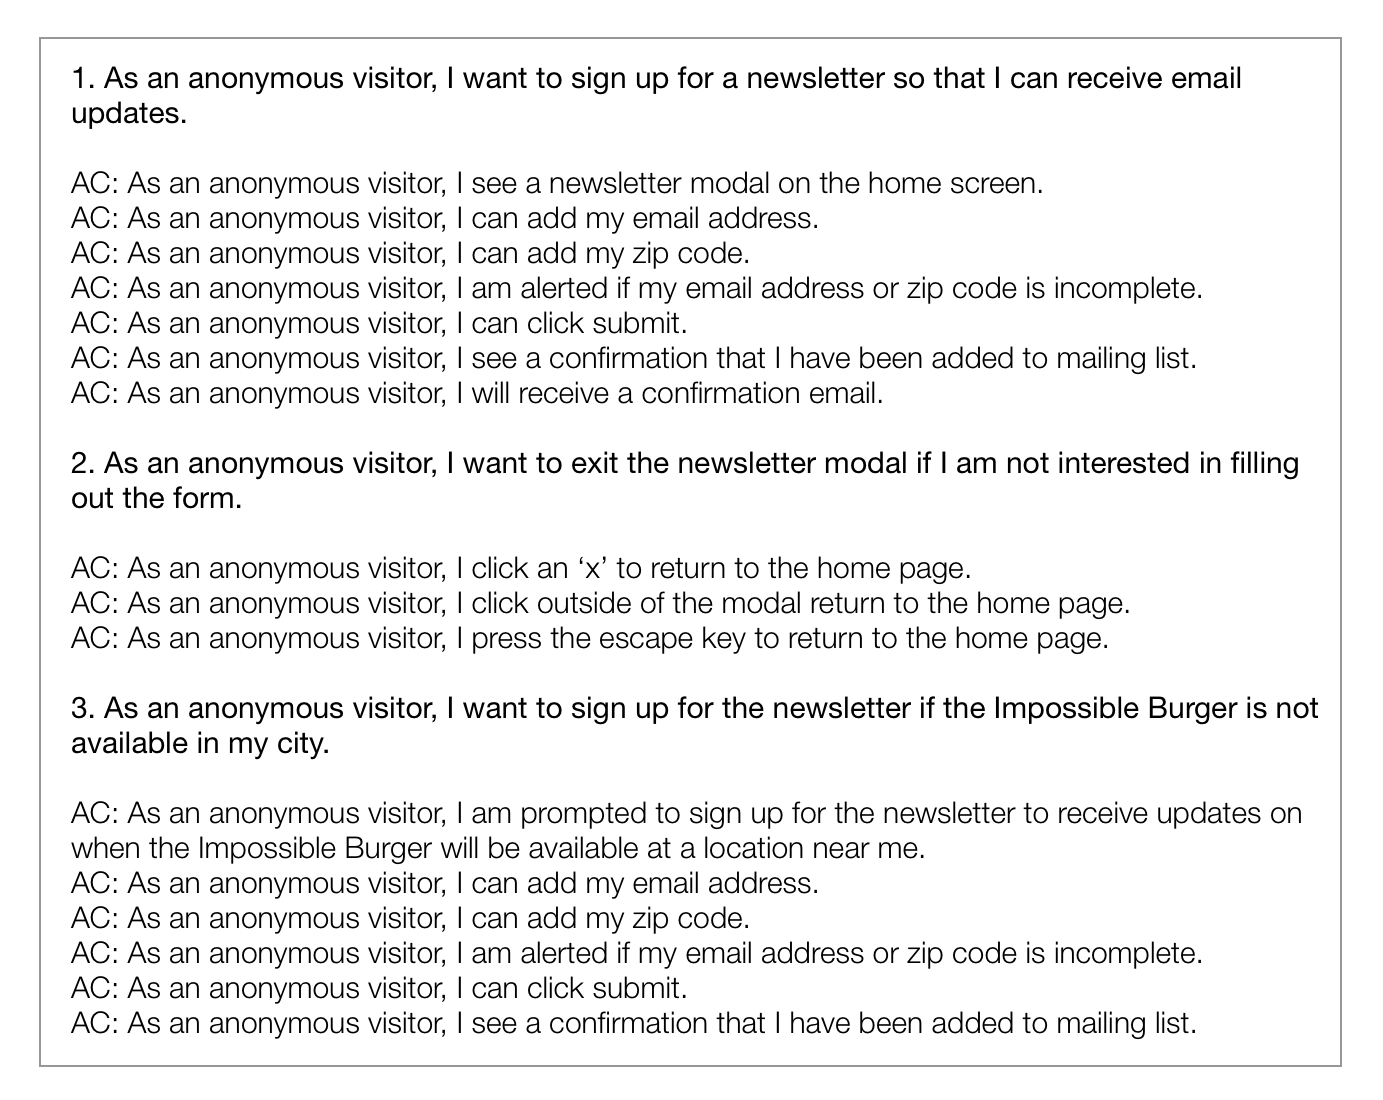 1. As an anonymous visitor, I want to sign up for a newsletter so that I can receive email
updates.
AC: As an anonymous visitor, I see a newsletter modal on the home screen.
AC: As an anonymous visitor, I can add my email address.
AC: As an anonymous visitor, I can add my zip code.
AC: As an anonymous visitor, I am alerted if my email address or zip code is incomplete.
AC: As an anonymous visitor, I can click submit.
AC: As an anonymous visitor, I see a confirmation that I have been added to mailing list.
AC: As an anonymous visitor, I will receive a confirmation email.
2. As an anonymous visitor, I want to exit the newsletter modal if I am not interested in filling
out the form.
AC: As an anonymous visitor, I click an ‘x’ to return to the home page.
AC: As an anonymous visitor, I click outside of the modal return to the home page.
AC: As an anonymous visitor, I press the escape key to return to the home page.
3. As an anonymous visitor, I want to sign up for the newsletter if the Impossible Burger is not
available in my city.
AC: As an anonymous visitor, I am prompted to sign up for the newsletter to receive updates on
when the Impossible Burger will be available at a location near me.
AC: As an anonymous visitor, I can add my email address.
AC: As an anonymous visitor, I can add my zip code.
AC: As an anonymous visitor, I am alerted if my email address or zip code is incomplete.
AC: As an anonymous visitor, I can click submit.
AC: As an anonymous visitor, I see a confirmation that I have been added to mailing list.